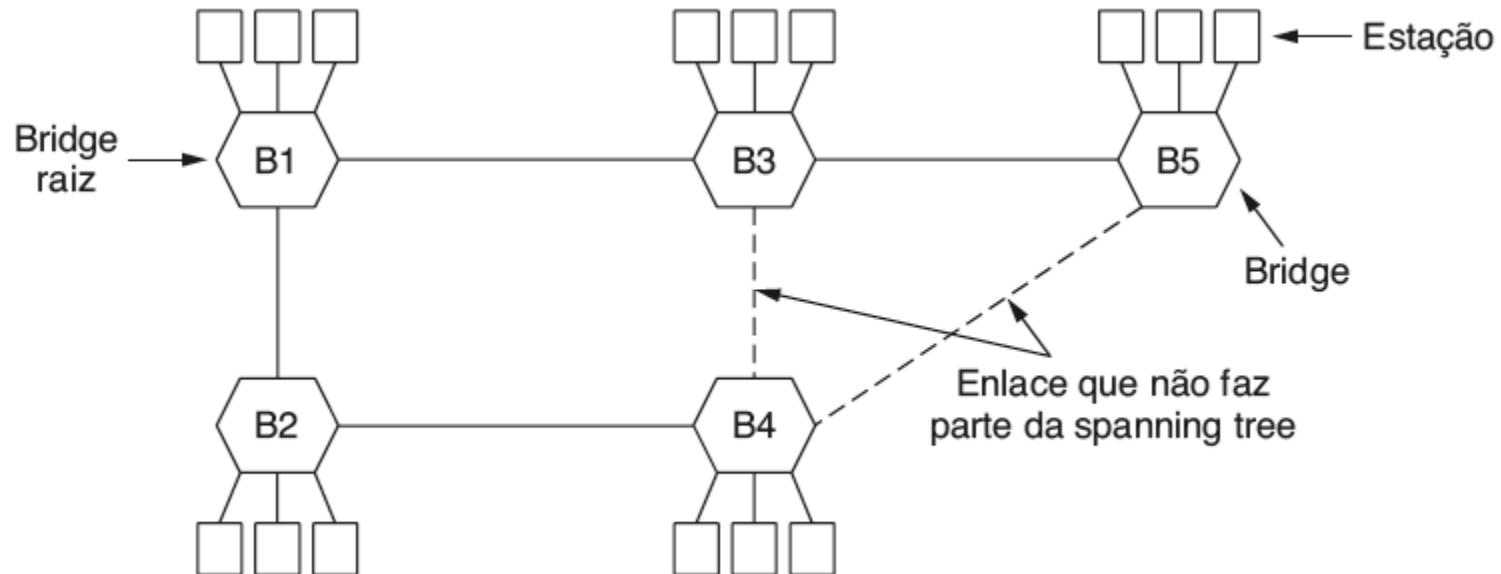 Estação
Bridge
raiz
B1
B3
B5
Bridge
Enlace que não faz
parte da spanning tree
B2
B4